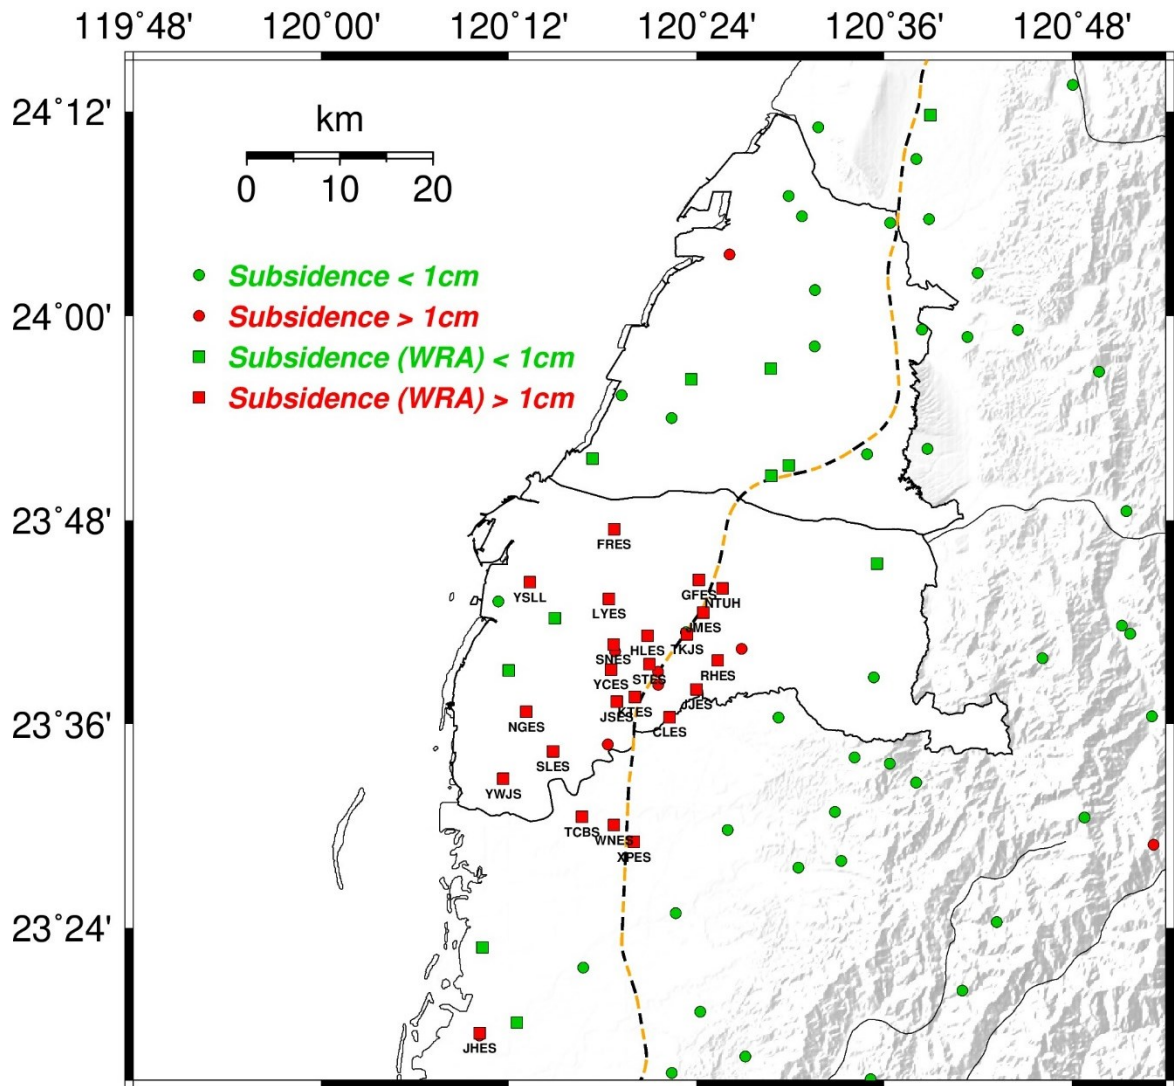 119˚48' 120˚00' 120˚12' 120˚24' 120˚36' 120˚48'
24˚12'
km
0 10 20
Subsidence < 1cm
Subsidence > 1cm
24˚00'
Subsidence (WRA) < 1cm
Subsidence (WRA) > 1cm
23˚48'
FRES
YSLL
GFES
NTUH
LYES
JMES
HLES
TKJS
SNES
RHES
STES
YCES
JJES
KTES
JSES
23˚36'
NGES
CLES
SLES
YWJS
TCBS
WNES
XPES
23˚24'
JHES